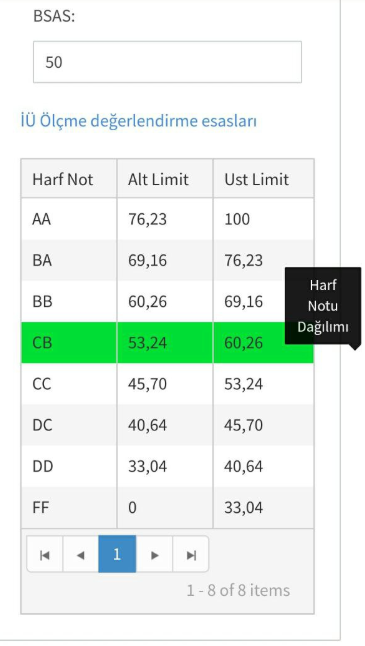 BSAS:
50
İÜ Ölçme değerlendirme esasları
Harf Not Alt Limit Ust Limit
AA 76,23 100
BA 69,16 76,23
BB 60,26 69,16
CB 53,24 60,26
CC 45,70 53,24
DC 40,64 45,70
DD 33,04 40,64
FF 0 33,04
Harf
Notu
Dağılımı
1
1 - 8 of 8 items